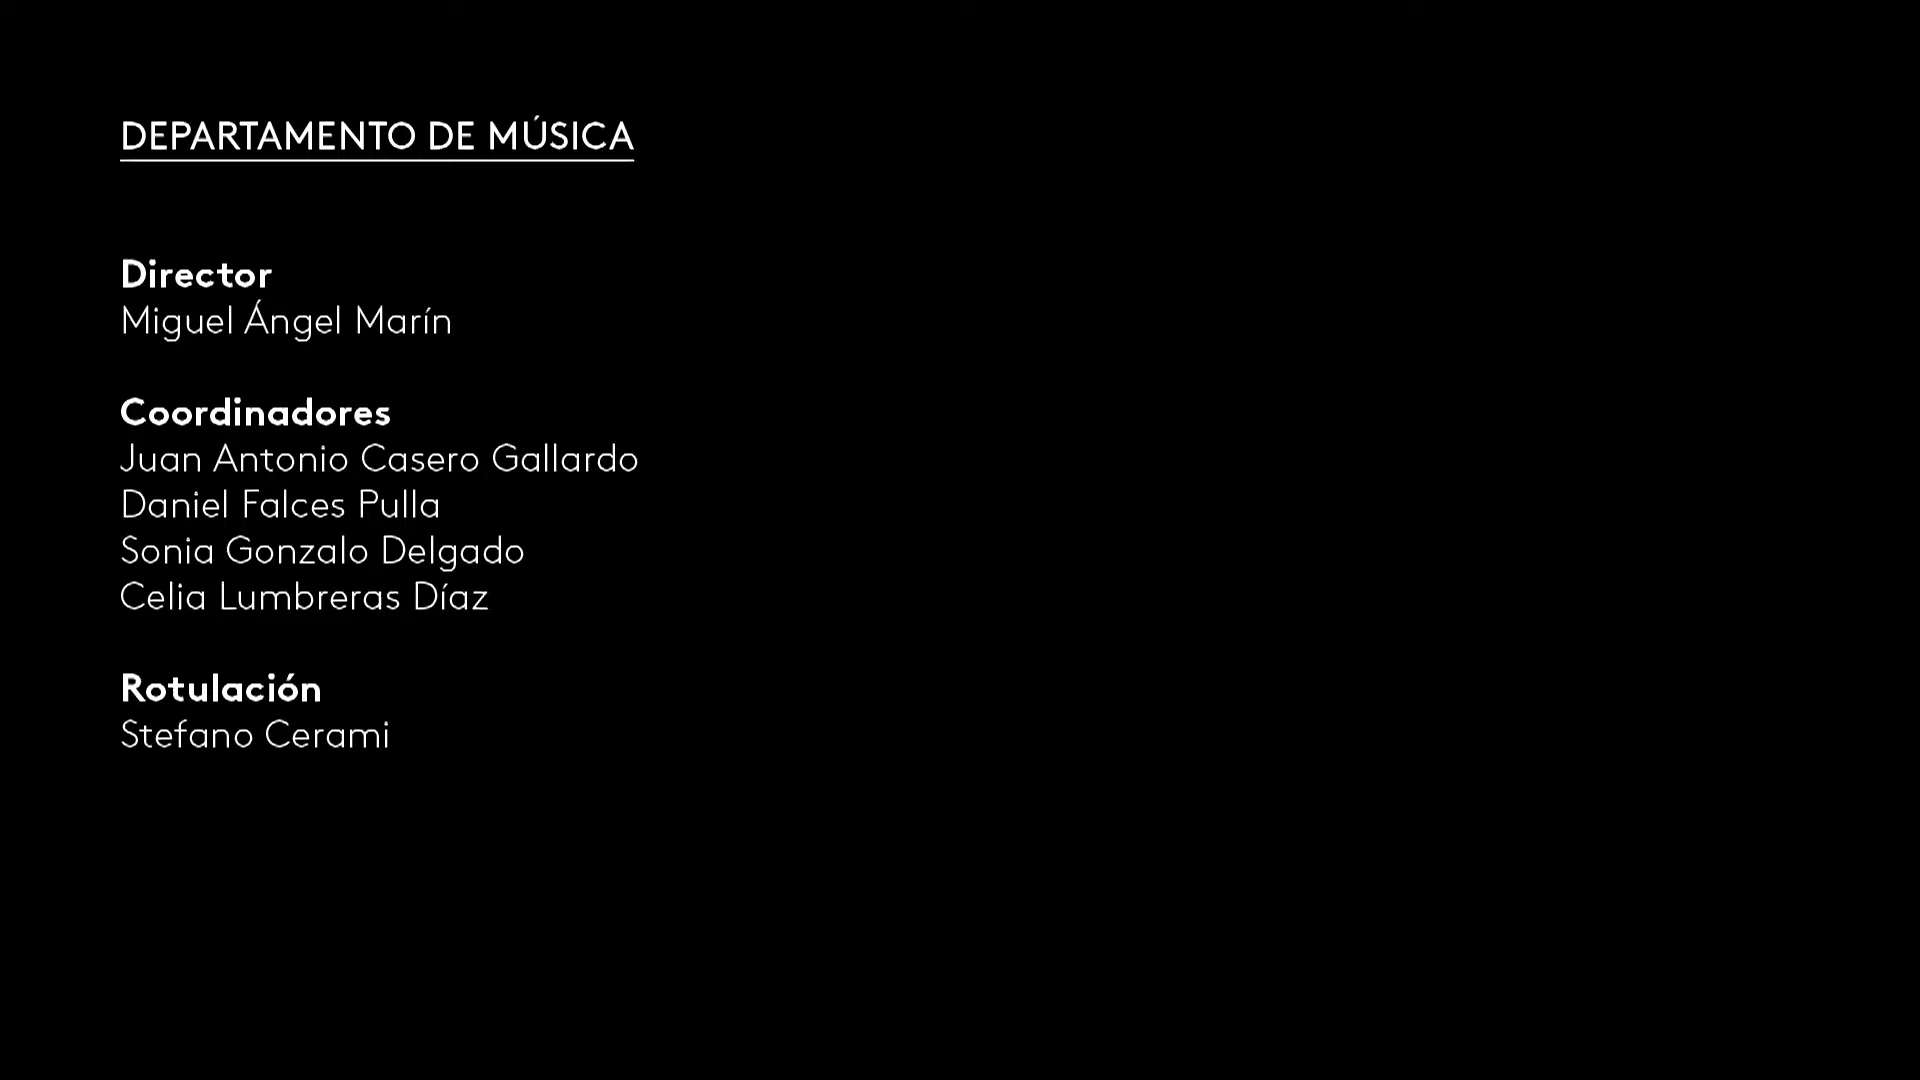 DEPARTAMENTO DE MÚSICA
Director
Miguel Ángel Marín
Coordinadores
Juan Antonio Casero Gallardo
Daniel Falces Pulla
Sonia Gonzalo Delgado
Celia Lumbreras Díaz
Rotulación
Stefano Cerami